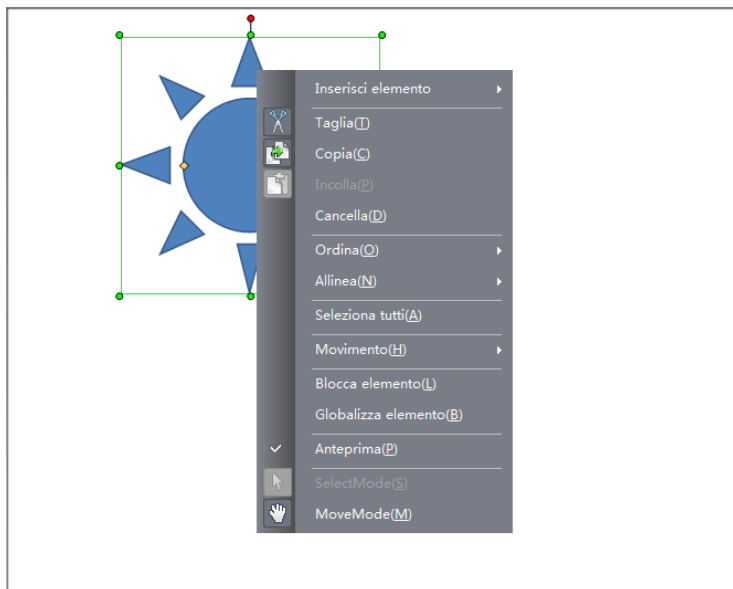 Inserisci elemento
Taglia(T)
Copia(C)
Incolla(P)
Cancella(D)
Ordina(O)
Allinea(N)
Seleziona tutti(A)
Movimento(H)
Blocca elemento(L)
Globalizza elemento(B)
Anteprima(P)
SelectMode(S)
MoveMode(M)